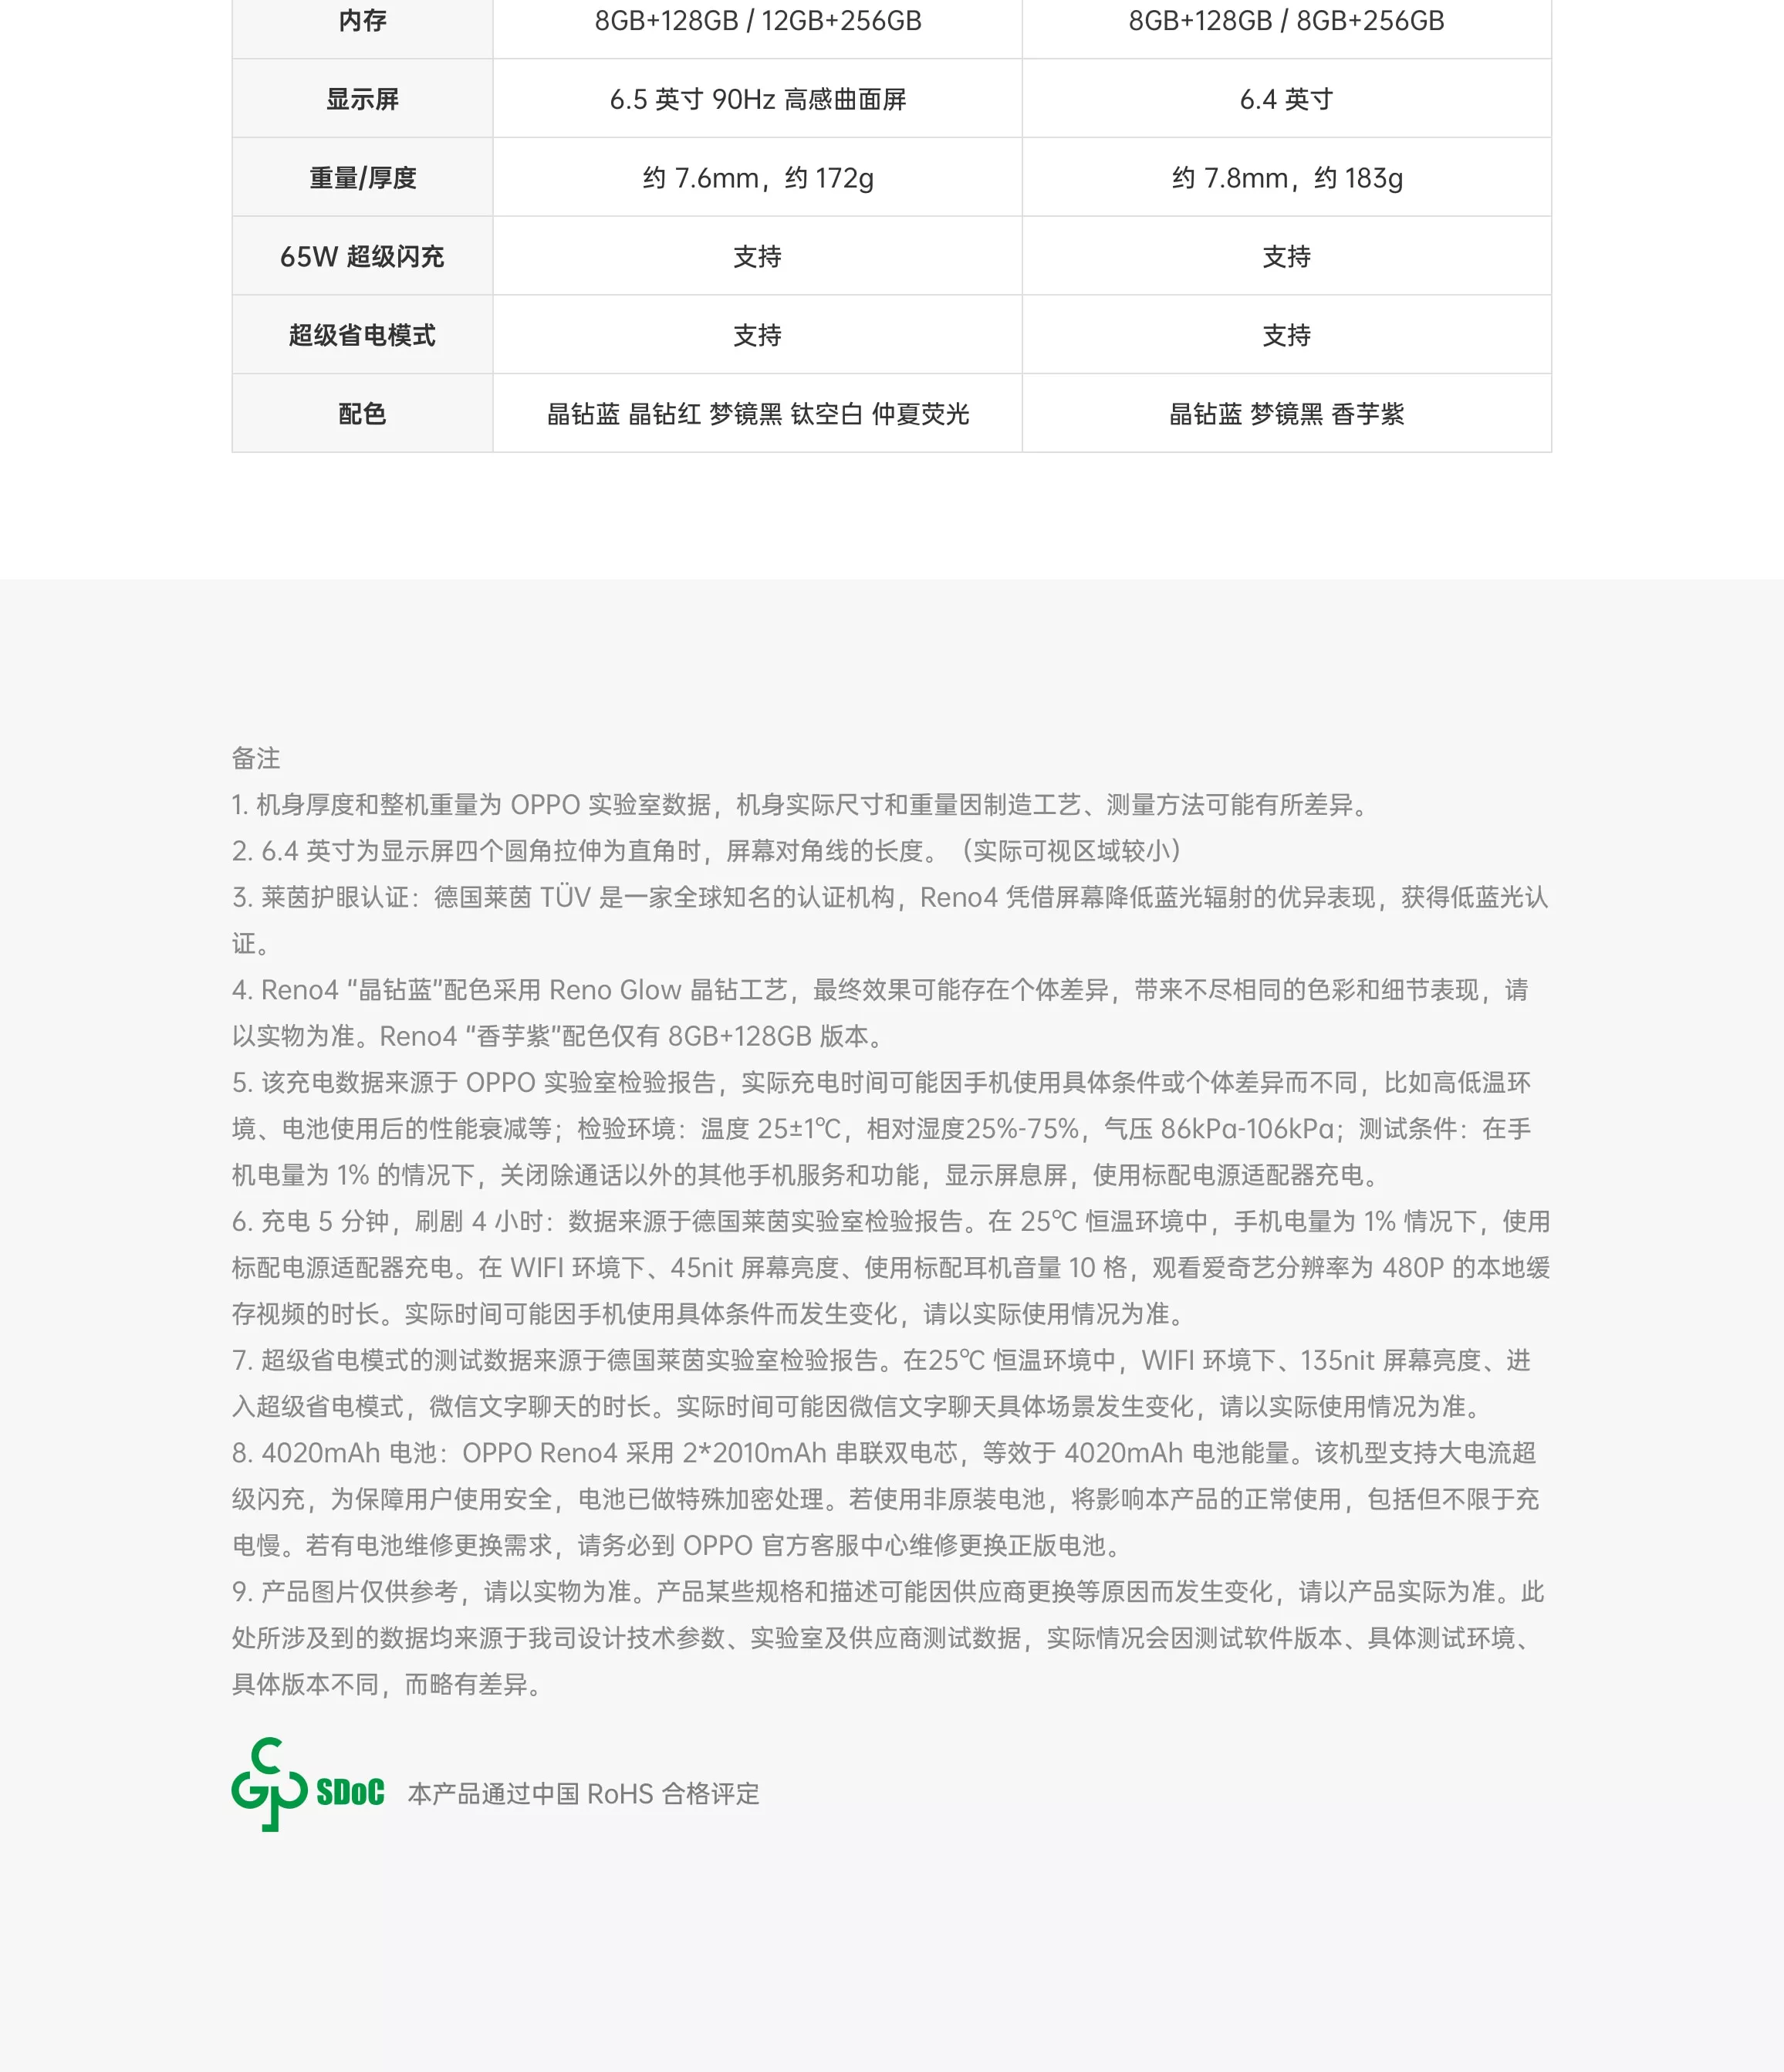 内存 8GB+128GB / 12GB+256GB 8GB+128GB / 8GB+256GB
显示屏 6.5 英寸 90Hz 高感曲面屏 6.4 英寸
重量/厚度 约 7.6mm，约 172g 约 7.8mm，约 183g
65W 超级闪充 支持 支持
超级省电模式 支持 支持
配色 晶钻蓝 晶钻红 梦镜黑 钛空白 仲夏荧光 晶钻蓝 梦镜黑 香芋紫
备注
1. 机身厚度和整机重量为 OPPO 实验室数据，机身实际尺寸和重量因制造工艺、测量方法可能有所差异。
2. 6.4 英寸为显示屏四个圆角拉伸为直角时，屏幕对角线的长度。（实际可视区域较小）
3. 莱茵护眼认证：德国莱茵 TÜV 是一家全球知名的认证机构，Reno4 凭借屏幕降低蓝光辐射的优异表现，获得低蓝光认
证。
4. Reno4 “晶钻蓝”配色采用 Reno Glow 晶钻工艺，最终效果可能存在个体差异，带来不尽相同的色彩和细节表现，请
以实物为准。Reno4 “香芋紫”配色仅有 8GB+128GB 版本。
5. 该充电数据来源于 OPPO 实验室检验报告，实际充电时间可能因手机使用具体条件或个体差异而不同，比如高低温环
境、电池使用后的性能衰减等；检验环境：温度 25±1℃，相对湿度25%-75%，气压 86kPa-106kPa；测试条件：在手
机电量为 1% 的情况下，关闭除通话以外的其他手机服务和功能，显示屏息屏，使用标配电源适配器充电。
6. 充电 5 分钟，刷剧 4 小时：数据来源于德国莱茵实验室检验报告。在 25℃ 恒温环境中，手机电量为 1% 情况下，使用
标配电源适配器充电。在 WIFI 环境下、45nit 屏幕亮度、使用标配耳机音量 10 格，观看爱奇艺分辨率为 480P 的本地缓
存视频的时长。实际时间可能因手机使用具体条件而发生变化，请以实际使用情况为准。
7. 超级省电模式的测试数据来源于德国莱茵实验室检验报告。在25℃ 恒温环境中，WIFI 环境下、135nit 屏幕亮度、进
入超级省电模式，微信文字聊天的时长。实际时间可能因微信文字聊天具体场景发生变化，请以实际使用情况为准。
8. 4020mAh 电池：OPPO Reno4 采用 2*2010mAh 串联双电芯，等效于 4020mAh 电池能量。该机型支持大电流超
级闪充，为保障用户使用安全，电池已做特殊加密处理。若使用非原装电池，将影响本产品的正常使用，包括但不限于充
电慢。若有电池维修更换需求，请务必到 OPPO 官方客服中心维修更换正版电池。
9. 产品图片仅供参考，请以实物为准。产品某些规格和描述可能因供应商更换等原因而发生变化，请以产品实际为准。此
处所涉及到的数据均来源于我司设计技术参数、实验室及供应商测试数据，实际情况会因测试软件版本、具体测试环境、
具体版本不同，而略有差异。
CGP SDoC 本产品通过中国 RoHS 合格评定